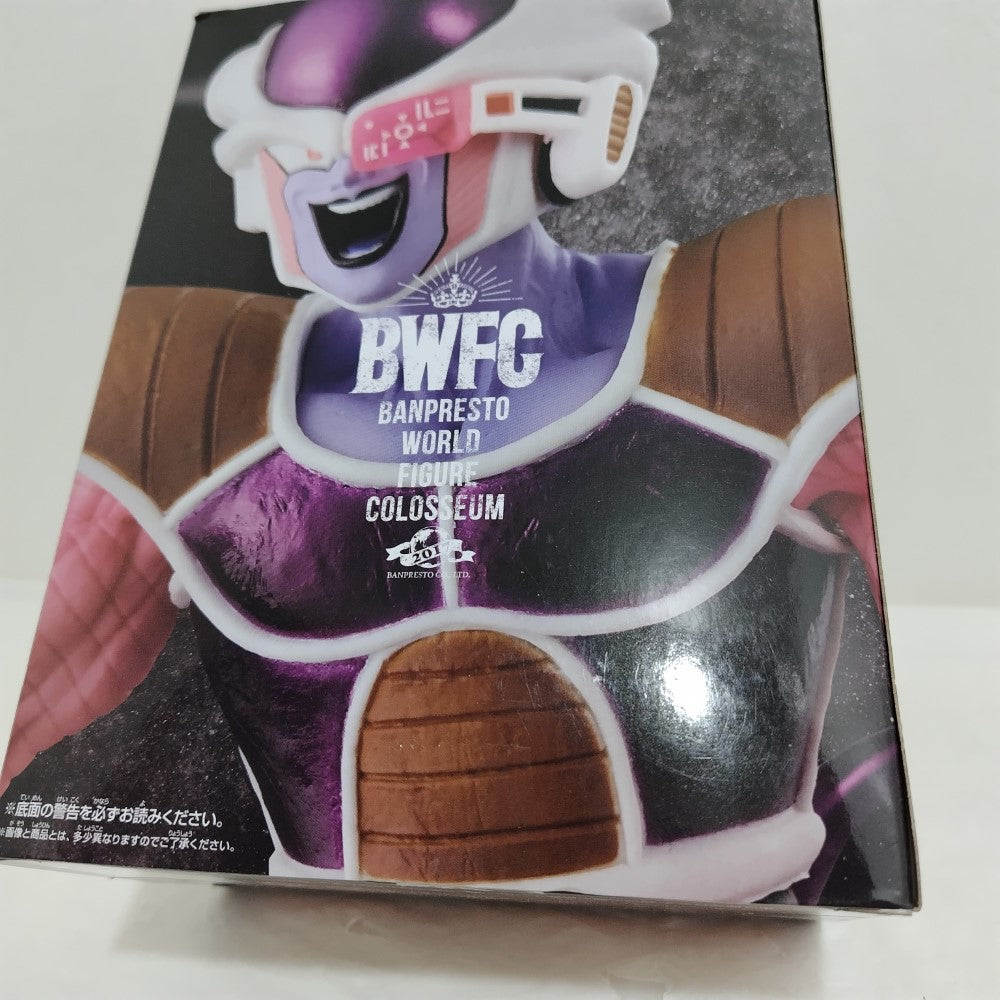 BWFC
BANPRESTO
WORLD
FIGURE
COLOSSEUM
BANPRESTO CO., LTD.
※底面の警告を必ずお読みください。
※画像と商品とは、多少異なりますのでご了承ください。